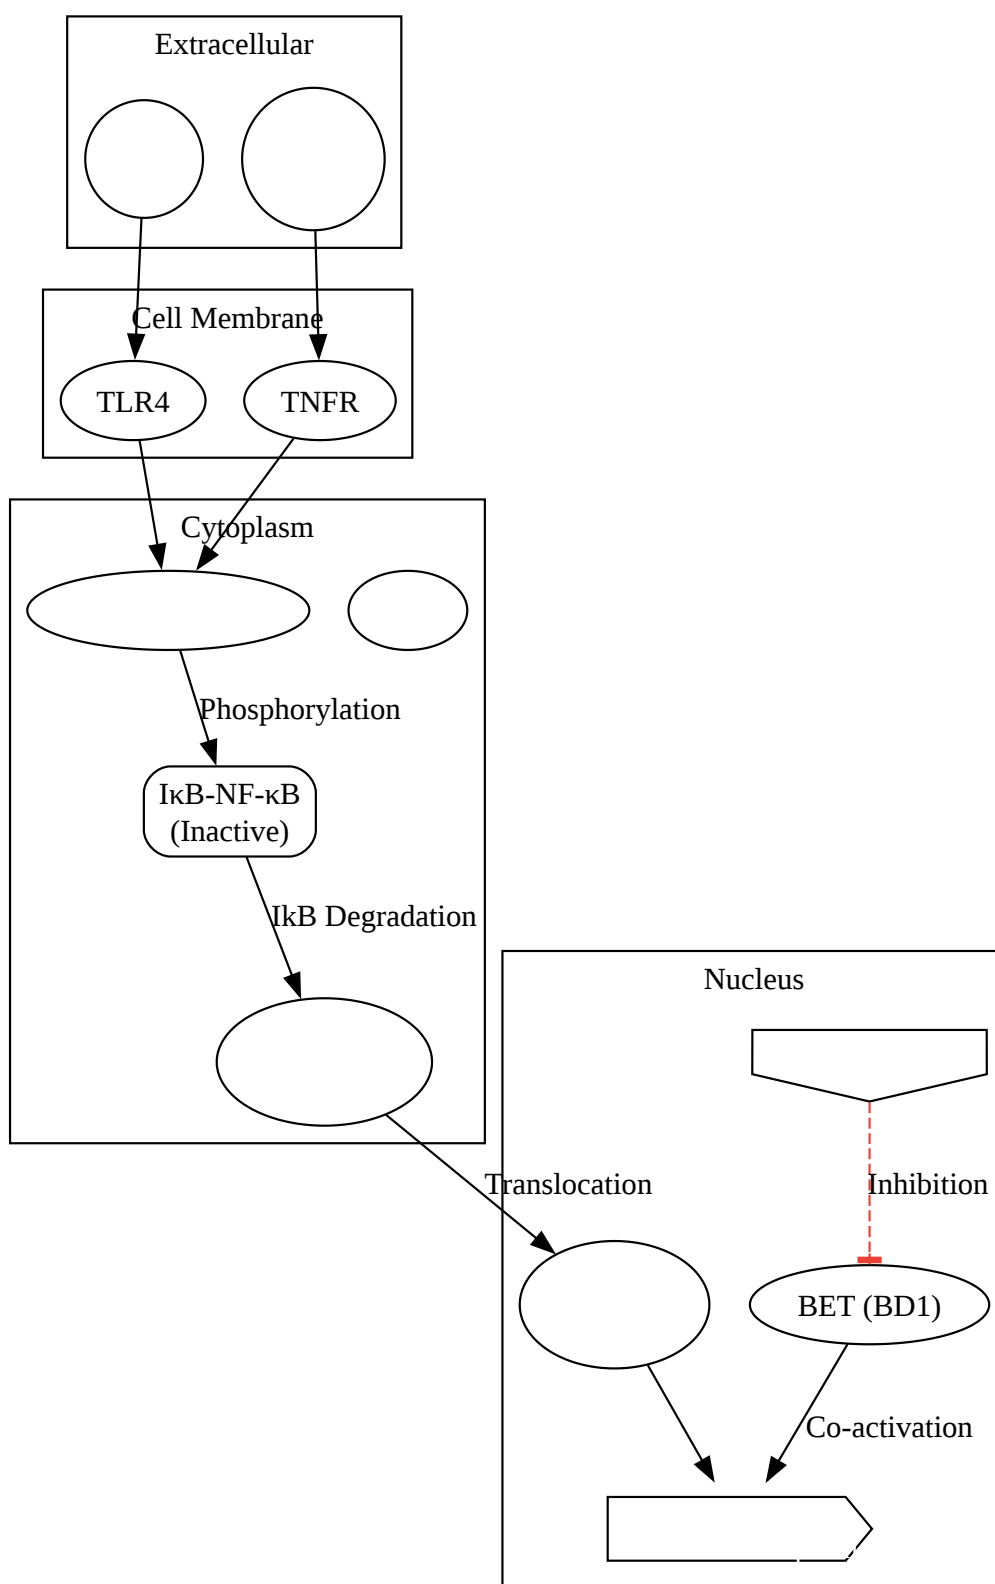 Extracellular
Cell Membrane
TLR4
TNFR
Cytoplasm
Phosphorylation
IκB-NF-κB
(Inactive)
IkB Degradation
Nucleus
Translocation
Inhibition
BET (BD1)
Co-activation